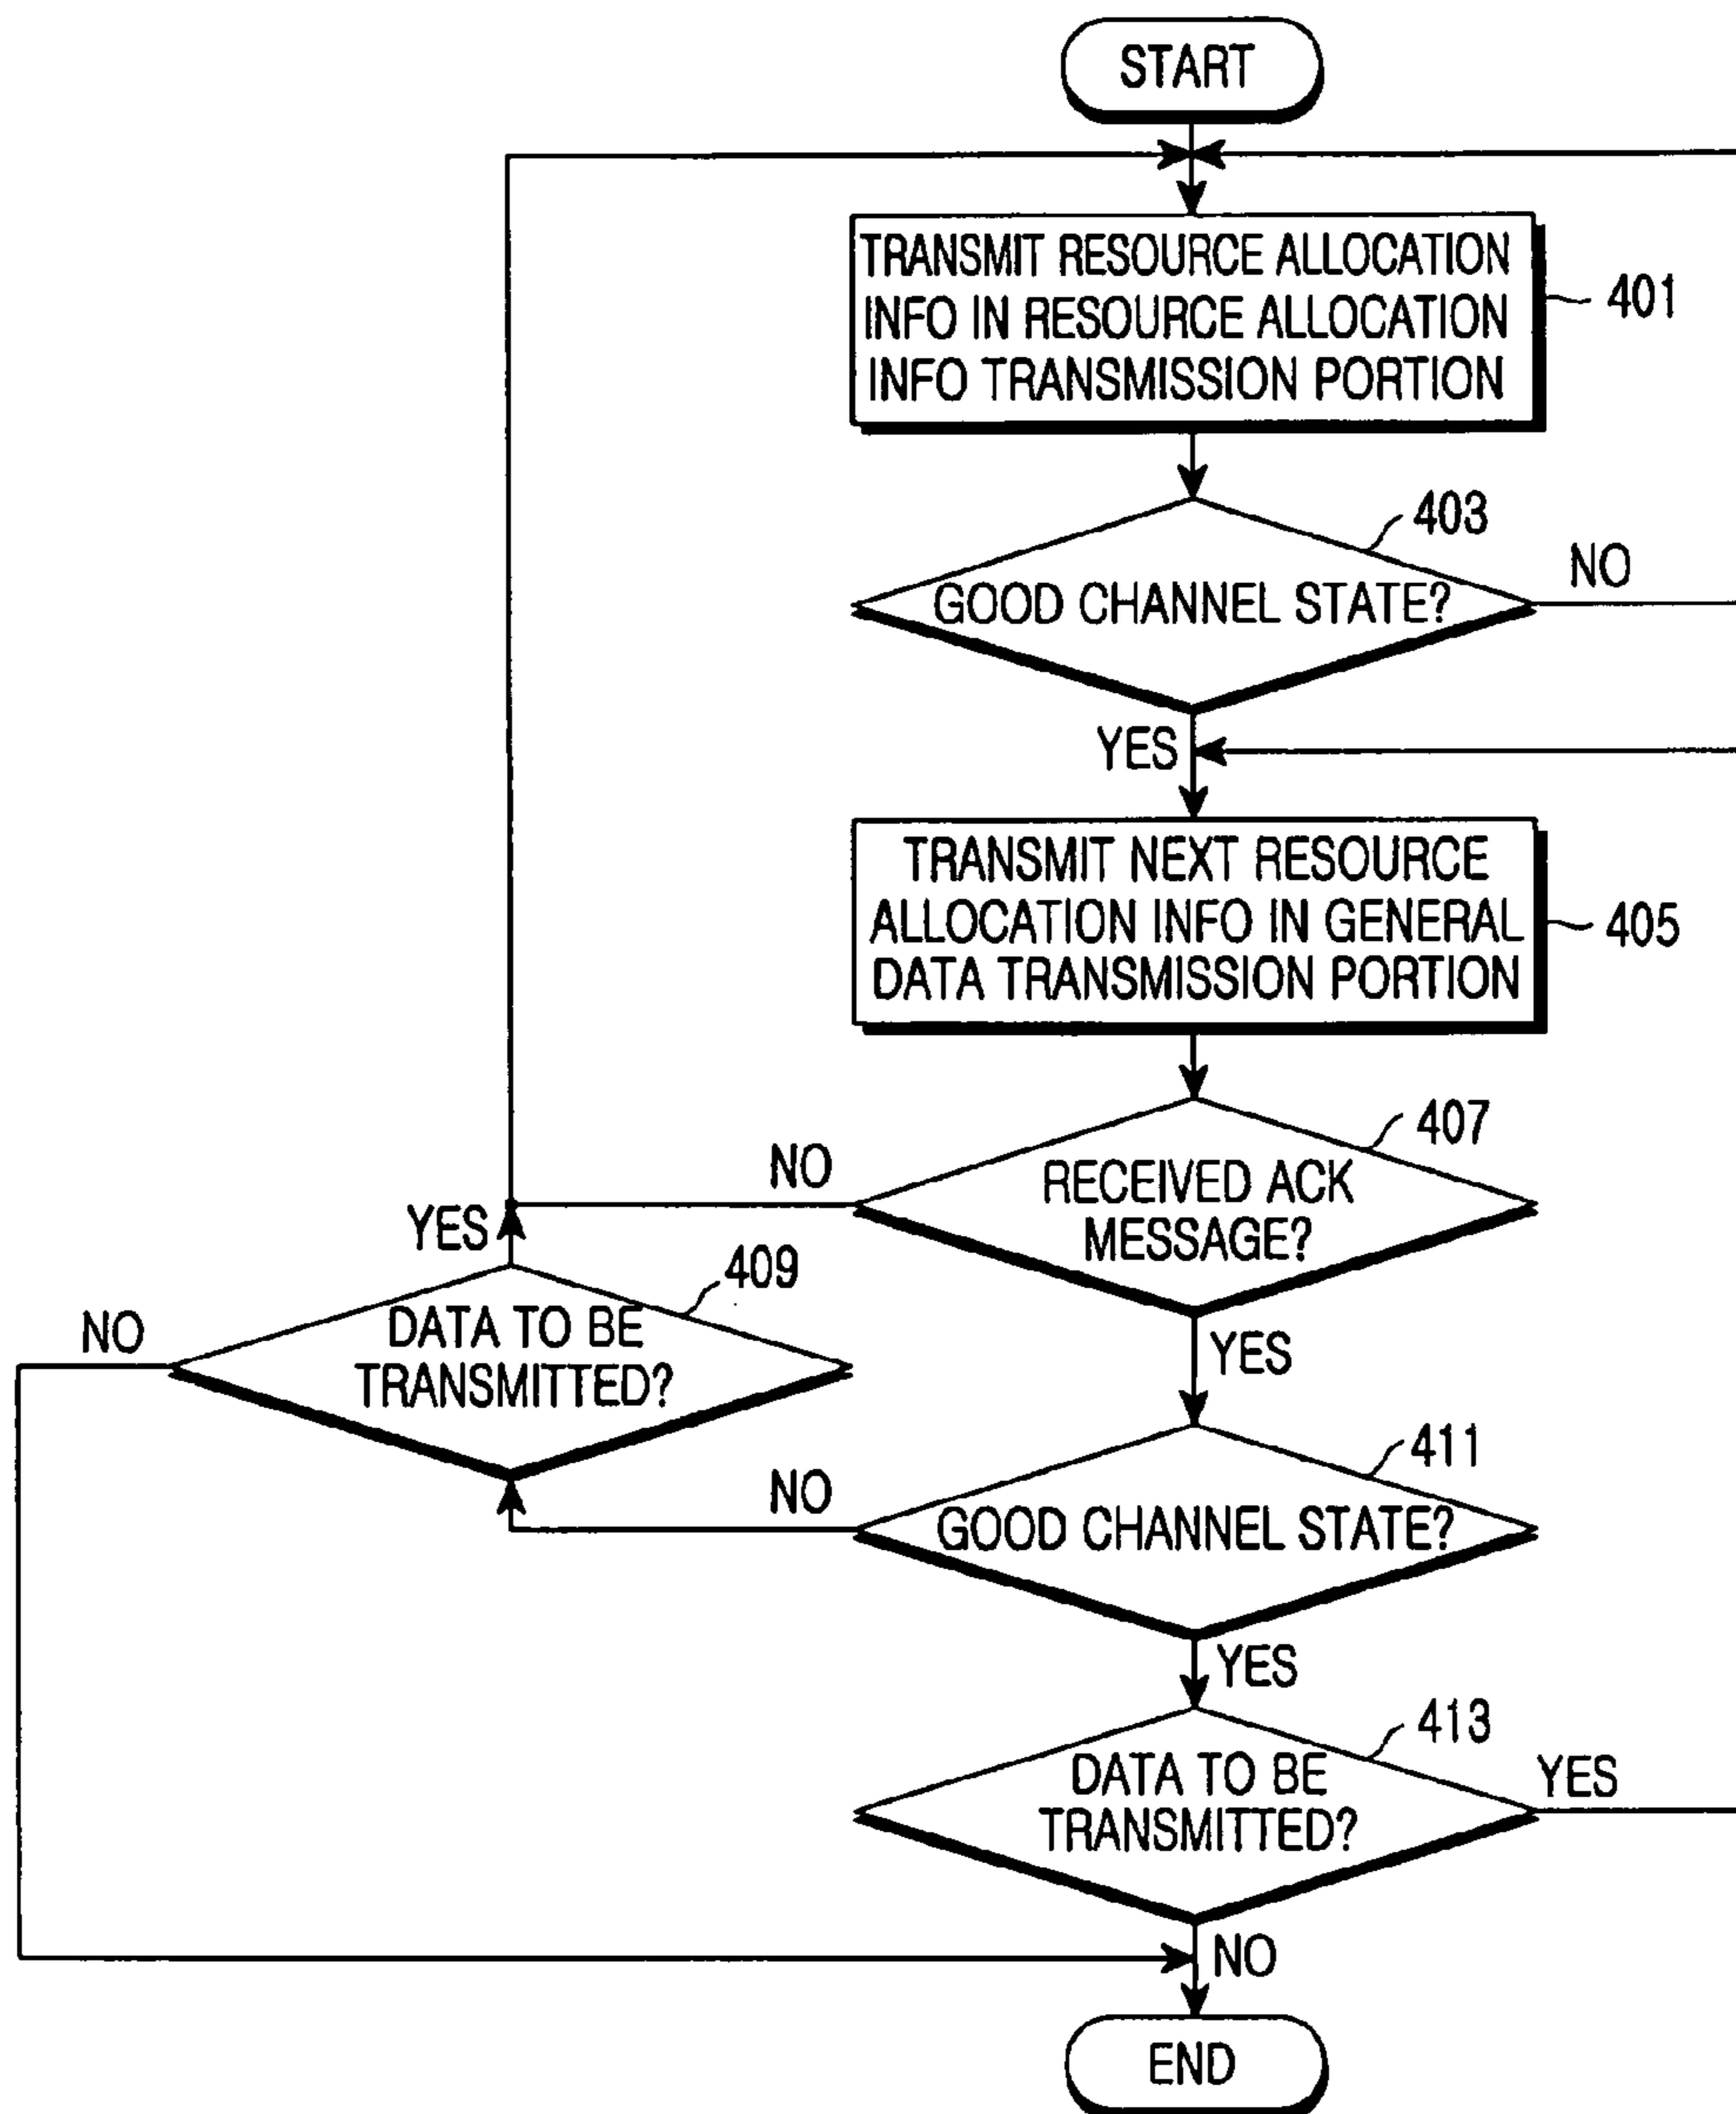 START
TRANSMIT RESOURCE ALLOCATION
INFO IN RESOURCE ALLOCATION
INFO TRANSMISSION PORTION
401
403
GOOD CHANNEL STATE?
NO
YES
TRANSMIT NEXT RESOURCE
ALLOCATION INFO IN GENERAL
DATA TRANSMISSION PORTION
405
407
RECEIVED ACK
MESSAGE?
NO
YES
YES
409
DATA TO BE
TRANSMITTED?
NO
411
GOOD CHANNEL STATE?
NO
YES
413
DATA TO BE
TRANSMITTED?
YES
NO
END